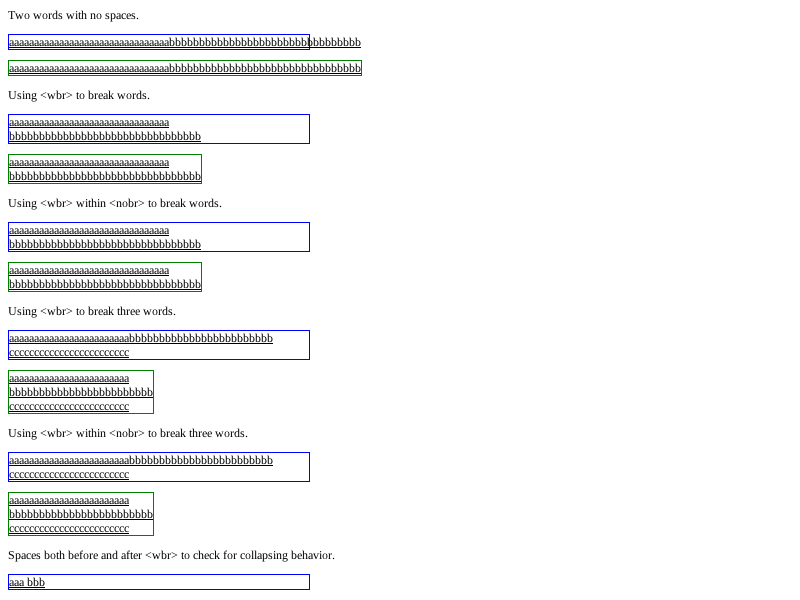 Two words with no spaces.
aaaaaaaaaaaaaaaaaaaaaaaaaaaaaaaabbbbbbbbbbbbbbbbbbbbbbbbbbbbbbbb
aaaaaaaaaaaaaaaaaaaaaaaaaaaaaaaabbbbbbbbbbbbbbbbbbbbbbbbbbbbbbbb
Using <wbr> to break words.
aaaaaaaaaaaaaaaaaaaaaaaaaaaaaaaa
bbbbbbbbbbbbbbbbbbbbbbbbbbbbbbbb
aaaaaaaaaaaaaaaaaaaaaaaaaaaaaaaa
bbbbbbbbbbbbbbbbbbbbbbbbbbbbbbbb
Using <wbr> within <nobr> to break words.
aaaaaaaaaaaaaaaaaaaaaaaaaaaaaaaa
bbbbbbbbbbbbbbbbbbbbbbbbbbbbbbbb
aaaaaaaaaaaaaaaaaaaaaaaaaaaaaaaa
bbbbbbbbbbbbbbbbbbbbbbbbbbbbbbbb
Using <wbr> to break three words.
aaaaaaaaaaaaaaaaaaaaaaaabbbbbbbbbbbbbbbbbbbbbbbb
cccccccccccccccccccccccc
aaaaaaaaaaaaaaaaaaaaaaaa
bbbbbbbbbbbbbbbbbbbbbbbb
cccccccccccccccccccccccc
Using <wbr> within <nobr> to break three words.
aaaaaaaaaaaaaaaaaaaaaaaabbbbbbbbbbbbbbbbbbbbbbbb
cccccccccccccccccccccccc
aaaaaaaaaaaaaaaaaaaaaaaa
bbbbbbbbbbbbbbbbbbbbbbbb
cccccccccccccccccccccccc
Spaces both before and after <wbr> to check for collapsing behavior.
aaa bbb